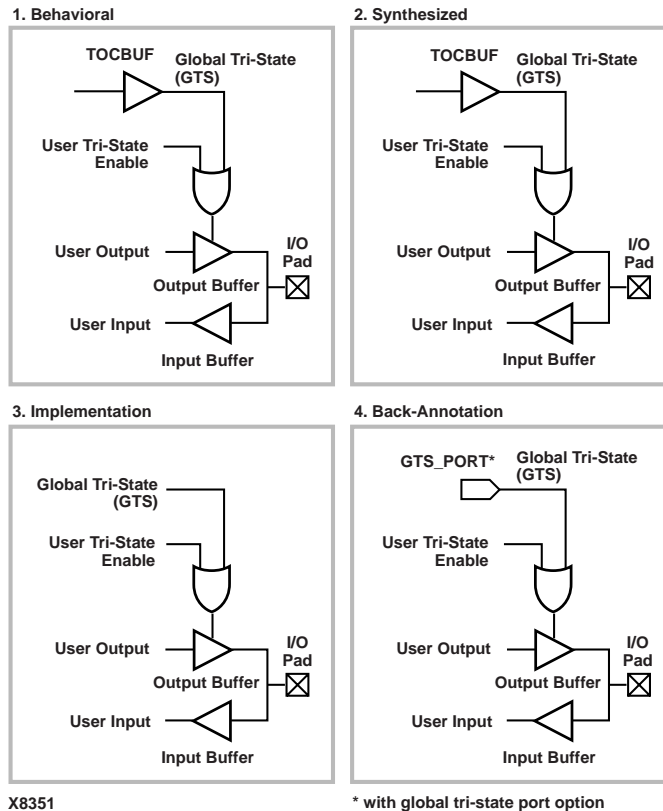 1. Behavioral
TOCBUF
Global Tri-State
(GTS)
User Tri-State
Enable
User Output
I/O
Pad
Output Buffer
User Input
Input Buffer
2. Synthesized
TOCBUF
Global Tri-State
(GTS)
User Tri-State
Enable
User Output
I/O
Pad
Output Buffer
User Input
Input Buffer
3. Implementation
Global Tri-State
(GTS)
User Tri-State
Enable
User Output
I/O
Pad
Output Buffer
User Input
Input Buffer
4. Back-Annotation
GTS_PORT*
Global Tri-State
(GTS)
User Tri-State
Enable
User Output
I/O
Pad
Output Buffer
User Input
Input Buffer
X8351
* with global tri-state port option